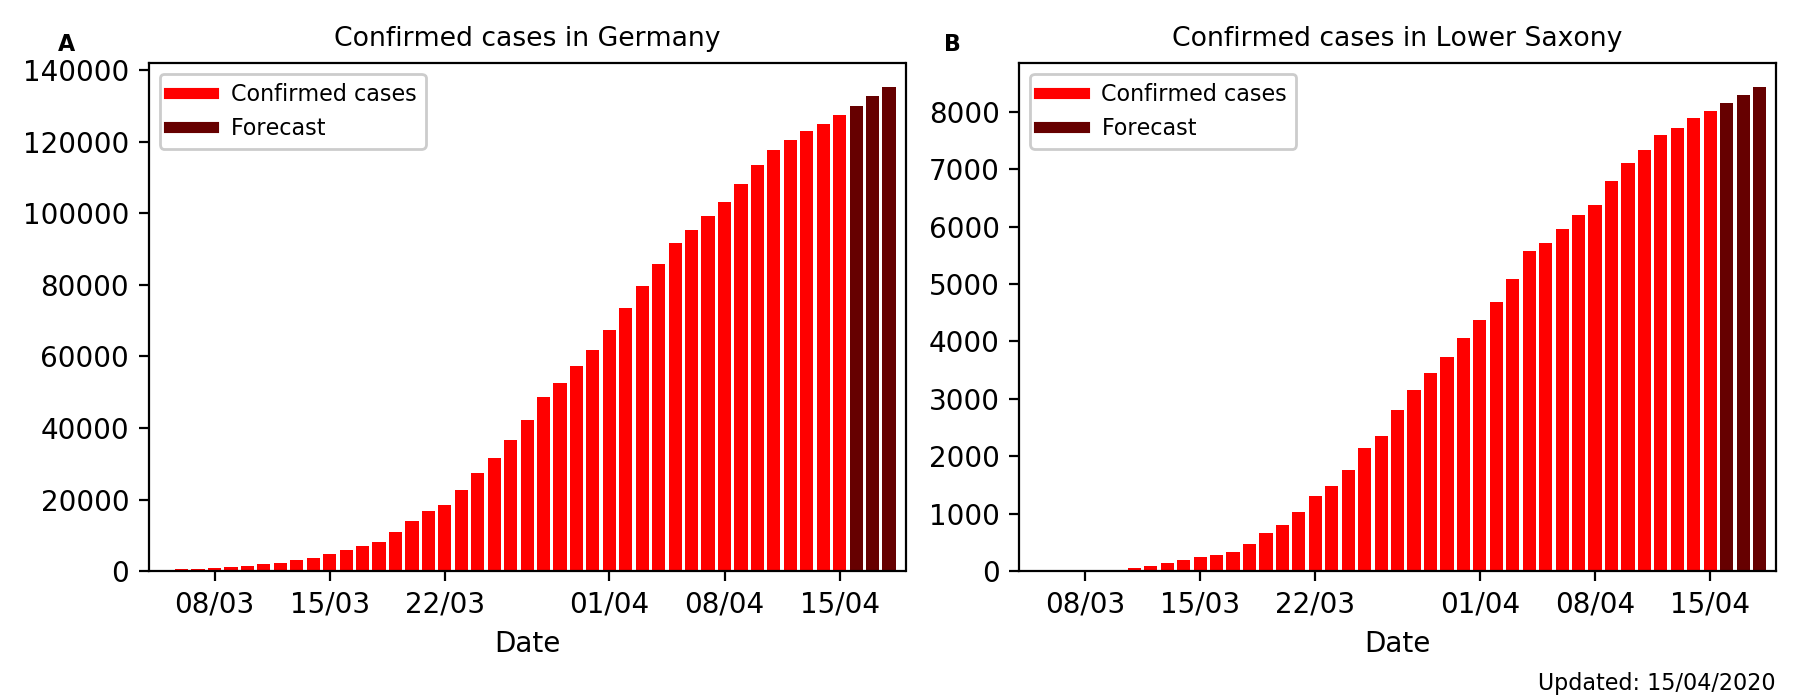 A
Confirmed cases in Germany
140000
120000
100000
80000
60000
40000
20000
0
Confirmed cases
Forecast
08/03 15/03 22/03 01/04 08/04 15/04
Date
B
Confirmed cases in Lower Saxony
8000
7000
6000
5000
4000
3000
2000
1000
0
Confirmed cases
Forecast
08/03 15/03 22/03 01/04 08/04 15/04
Date
Updated: 15/04/2020